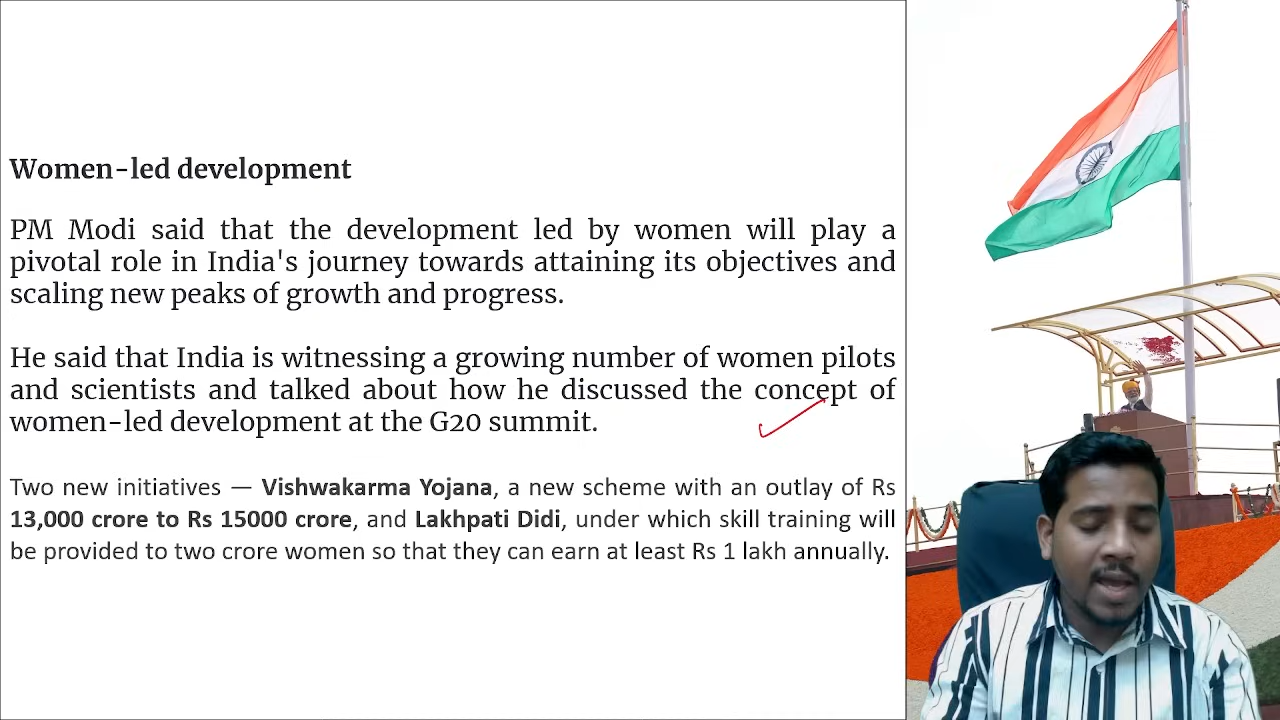 Women-led development
PM Modi said that the development led by women will play a
pivotal role in India's journey towards attaining its objectives and
scaling new peaks of growth and progress.
He said that India is witnessing a growing number of women pilots
and scientists and talked about how he discussed the concept of
women-led development at the G20 summit.
Two new initiatives — Vishwakarma Yojana, a new scheme with an outlay of Rs
13,000 crore to Rs 15000 crore, and Lakhpati Didi, under which skill training will
be provided to two crore women so that they can earn at least Rs 1 lakh annually.